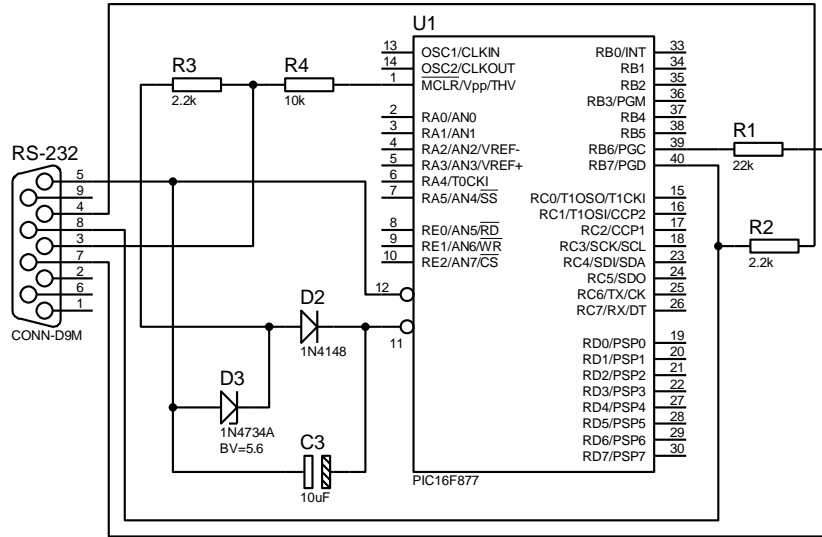 U1
PIC16F877
13 OSC1/CLKIN
14 OSC2/CLKOUT
1 MCLR/Vpp/THV
2 RA0/AN0
3 RA1/AN1
4 RA2/AN2/VREF-
5 RA3/AN3/VREF+
6 RA4/T0CKI
7 RA5/AN4/SS
8 RE0/AN5/RD
9 RE1/AN6/WR
10 RE2/AN7/CS
12
11
RB0/INT 33
RB1 34
RB2 35
RB3/PGM 36
RB4 37
RB5 38
RB6/PGC 39
RB7/PGD 40
RC0/T1OSO/T1CKI 15
RC1/T1OSI/CCP2 16
RC2/CCP1 17
RC3/SCK/SCL 18
RC4/SDI/SDA 23
RC5/SDO 24
RC6/TX/CK 25
RC7/RX/DT 26
RD0/PSP0 19
RD1/PSP1 20
RD2/PSP2 21
RD3/PSP3 22
RD4/PSP4 27
RD5/PSP5 28
RD6/PSP6 29
RD7/PSP7 30
R3
2.2k
R4
10k
R1
22k
R2
2.2k
RS-232
5
9
4
8
3
7
2
6
1
CONN-D9M
D2
1N4148
D3
1N4734A
BV=5.6
C3
10uF